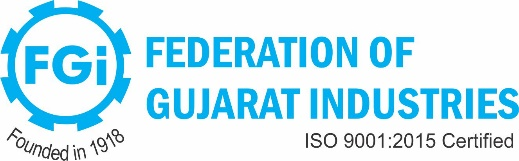 FGi
Founded in 1918
FEDERATION OF
GUJARAT INDUSTRIES
ISO 9001:2015 Certified